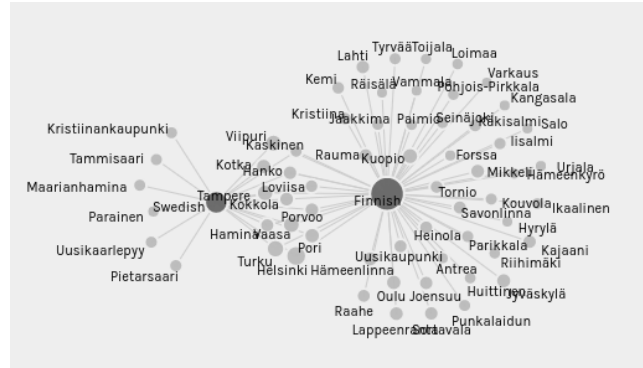 Tyrvää
Toijala
Lahti
Loimaa
Kemi
Räisälä
Vammala
Varkaus
Pohjois-Pirkkala
Kangasala
Kristiina
Jaakkima
Paimio
Seinäjoki
Käkisalmi
Salo
Kristiinankaupunki
Viipuri
Kaskinen
Iisalmi
Tammisaari
Kotka
Hanko
Rauma
Kuopio
Forssa
Mikkeli
Urjala
Hämeenkyrö
Maarianhamina
Tampere
Loviisa
Kokkola
Finnish
Tornio
Kouvola
Ikaalinen
Parainen
Swedish
Porvoo
Savonlinna
Hyrylä
Uusikaarlepyy
Hamina
Vaasa
Pori
Heinola
Parikkala
Kajaani
Pietarsaari
Turku
Helsinki
Hämeenlinna
Uusikaupunki
Antrea
Riihimäki
Raahe
Oulu
Joensuu
Huittinen
Jyväskylä
Lappeenranta
Sortavala
Punkalaidun